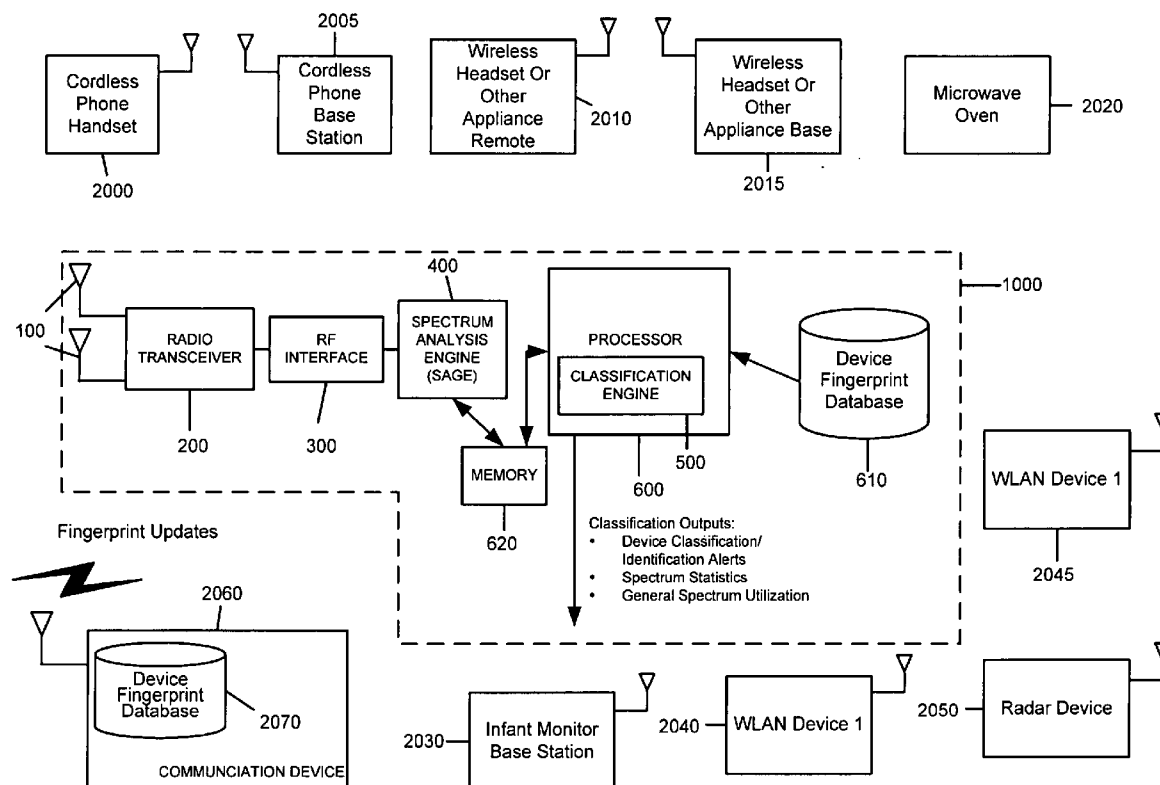 2005
Cordless
Phone
Handset
2000
Cordless
Phone
Base
Station
Wireless
Headset Or
Other
Appliance
Remote
2010
Wireless
Headset Or
Other
Appliance Base
2015
Microwave
Oven
2020
1000
100
RADIO
TRANSCEIVER
200
RF
INTERFACE
300
400
SPECTRUM
ANALYSIS
ENGINE
(SAGE)
MEMORY
620
PROCESSOR
CLASSIFICATION
ENGINE
500
600
Device
Fingerprint
Database
610
Classification Outputs:
• Device Classification/
Identification Alerts
• Spectrum Statistics
• General Spectrum Utilization
WLAN Device 1
2045
Fingerprint Updates
2060
Device
Fingerprint
Database
2070
COMMUNCIATION DEVICE
2030
Infant Monitor
Base Station
2040
WLAN Device 1
2050
Radar Device